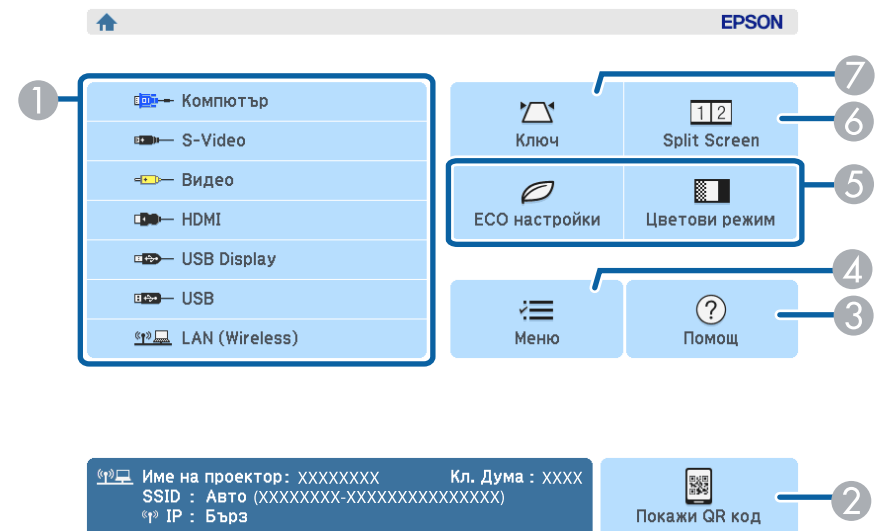 EPSON
1
7
Компютър
S-Video
Видео
HDMI
USB Display
USB
LAN (Wireless)
Ключ
1 2
Split Screen
6
ECO настройки
Цветови режим
5
4
Меню
?
Помощ
3
Име на проектор: XXXXXXXX Кл. Дума : XXXX
SSID : Авто (XXXXXXXX-XXXXXXXXXXXXXXX)
IP : Бърз
Покажи QR код
2